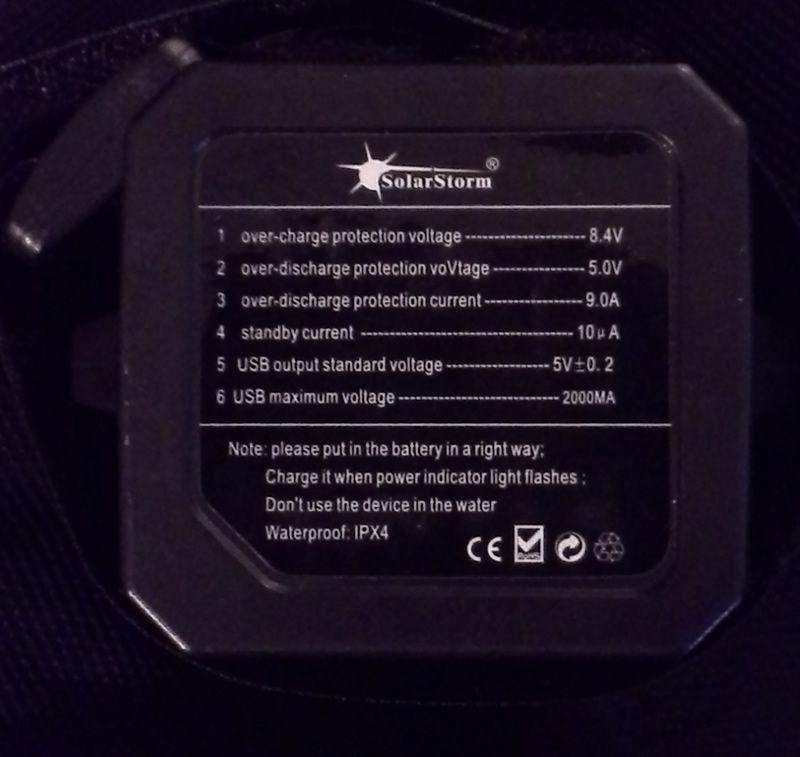 SolarStorm®
1 over-charge protection voltage --------------------- 8.4V
2 over-discharge protection voVtage ---------------- 5.0V
3 over-discharge protection current ----------------- 9.0A
4 standby current ------------------------------------- 10μA
5 USB output standard voltage ------------------ 5V±0.2
6 USB maximum voltage ---------------------------- 2000MA
Note: please put in the battery in a right way;
Charge it when power indicator light flashes ;
Don't use the device in the water
Waterproof: IPX4
CE RoHS